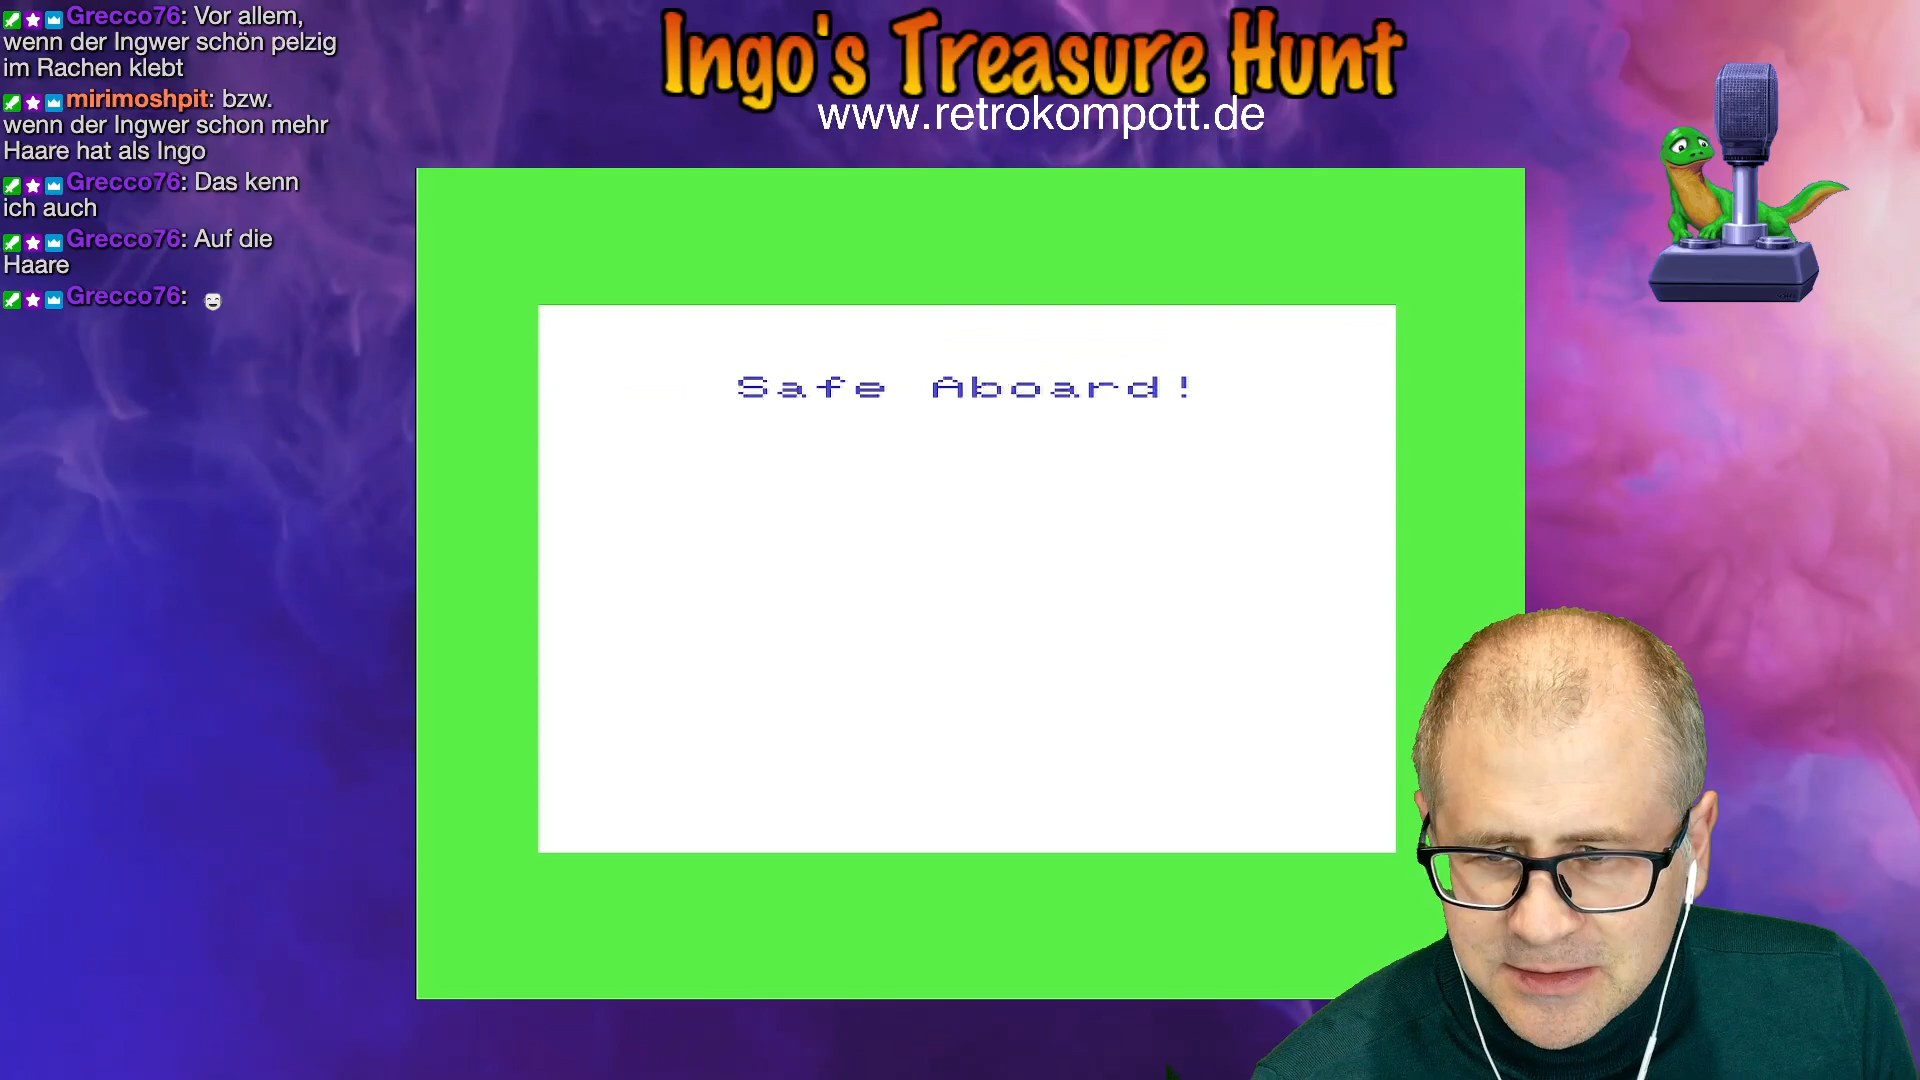 Grecco76: Vor allem,
wenn der Ingwer schön pelzig
im Rachen klebt
mirimoshpit: bzw.
wenn der Ingwer schon mehr
Haare hat als Ingo
Grecco76: Das kenn
ich auch
Grecco76: Auf die
Haare
Grecco76:
Ingo's Treasure Hunt
www.retrokompott.de
Safe Aboard!